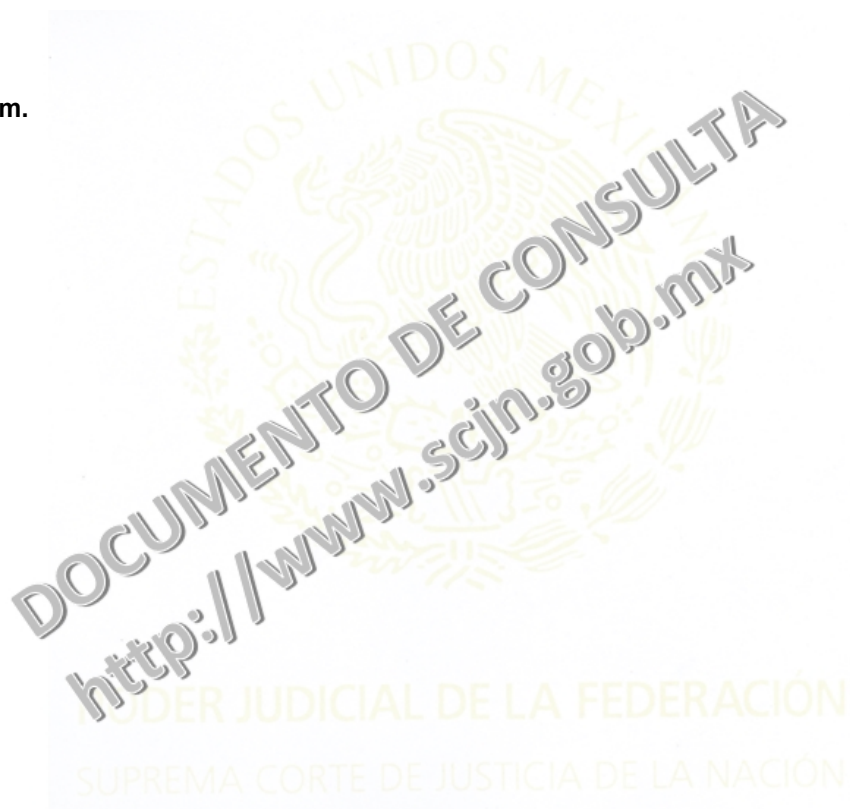 ESTADOS UNIDOS MEXICANOS
m.
DOCUMENTO DE CONSULTA
http://www.scjn.gob.mx
PODER JUDICIAL DE LA FEDERACIÓN
SUPREMA CORTE DE JUSTICIA DE LA NACIÓN